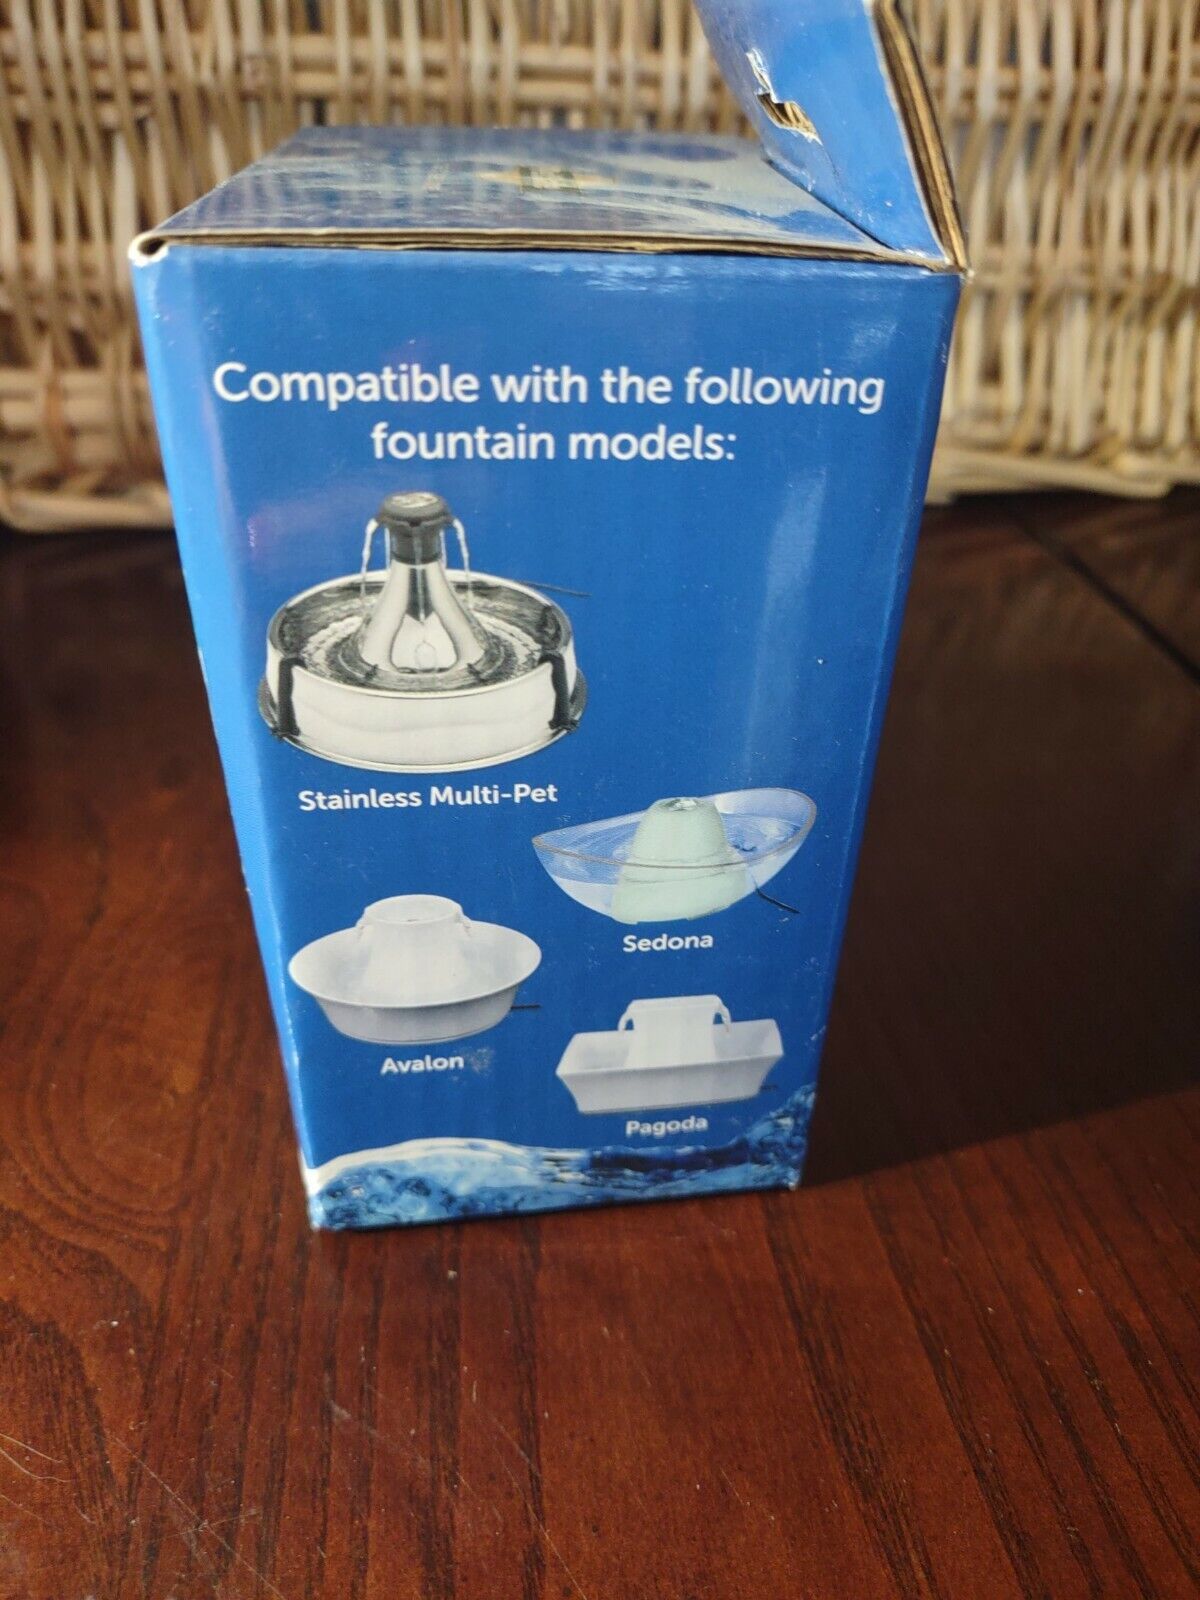 Compatible with the following
fountain models:
Stainless Multi-Pet
Sedona
Avalon
Pagoda